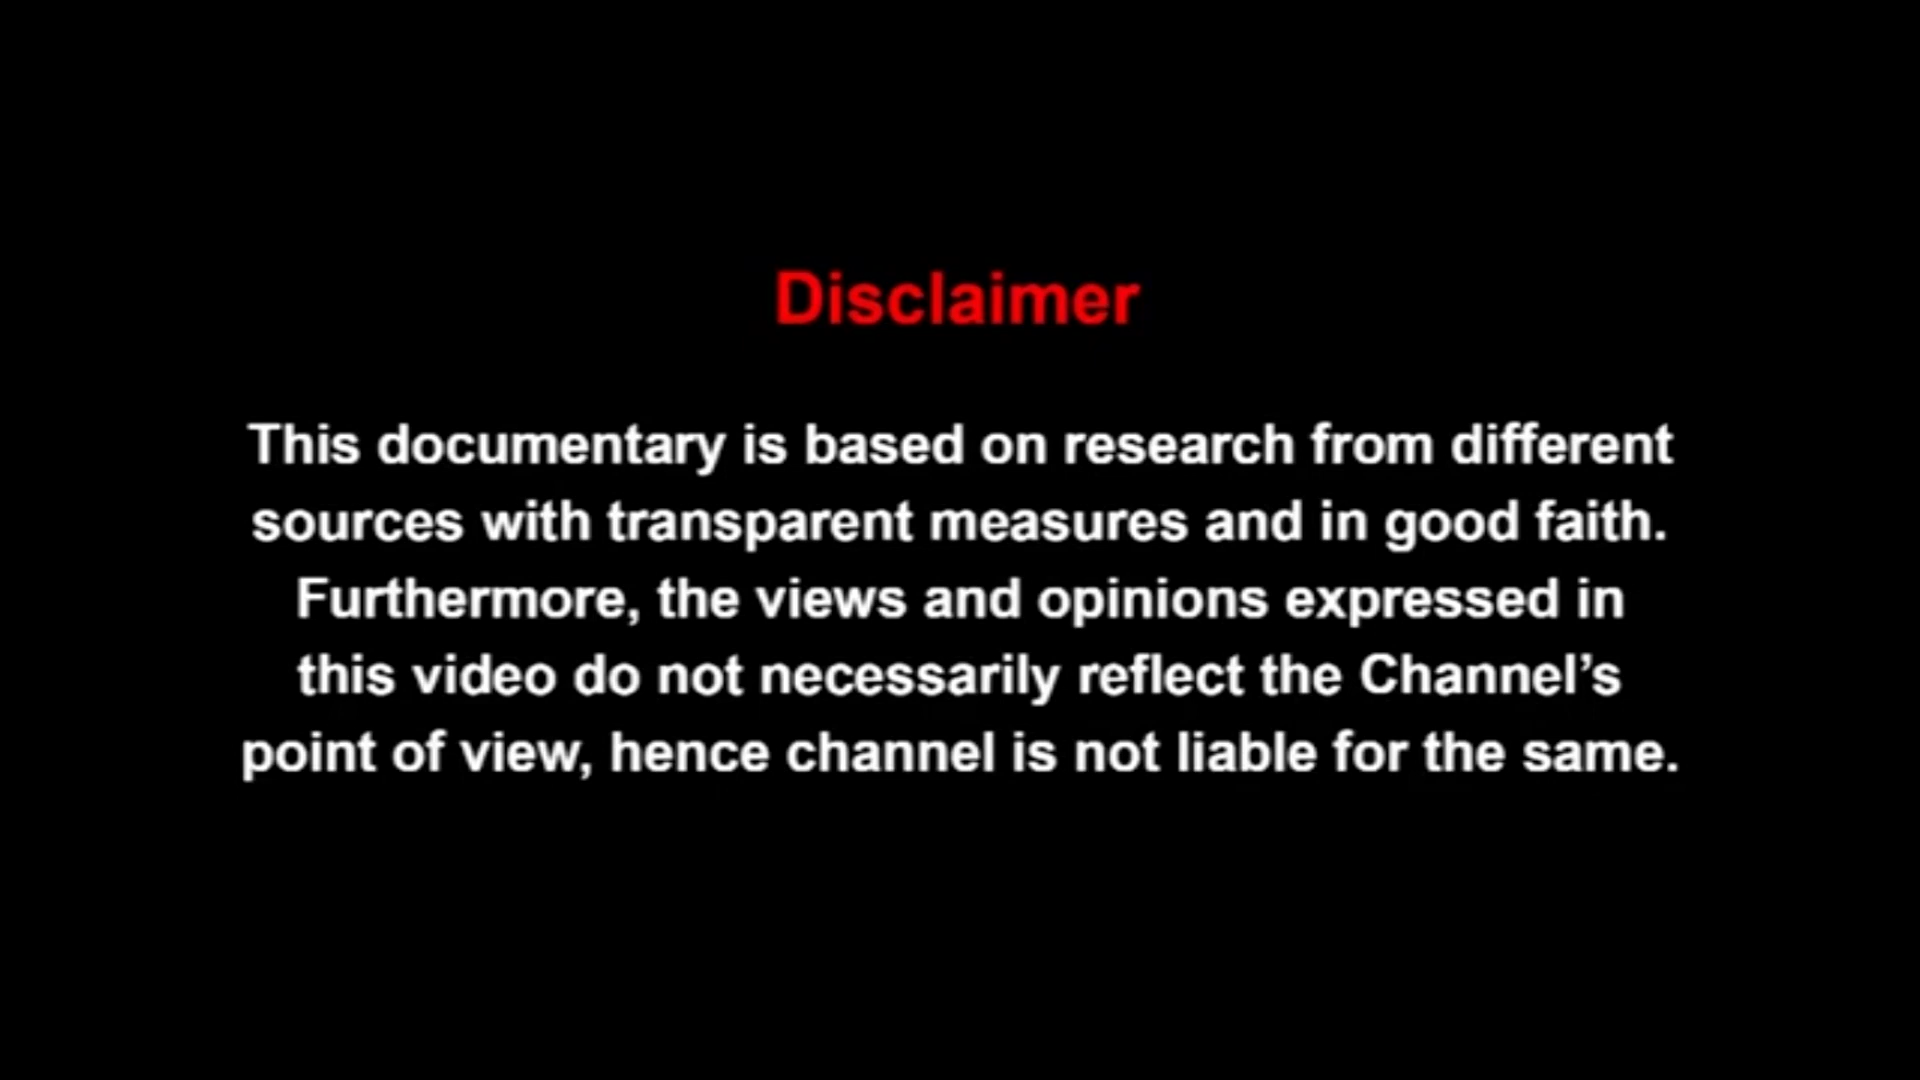 Disclaimer
This documentary is based on research from different
sources with transparent measures and in good faith.
Furthermore, the views and opinions expressed in
this video do not necessarily reflect the Channel’s
point of view, hence channel is not liable for the same.